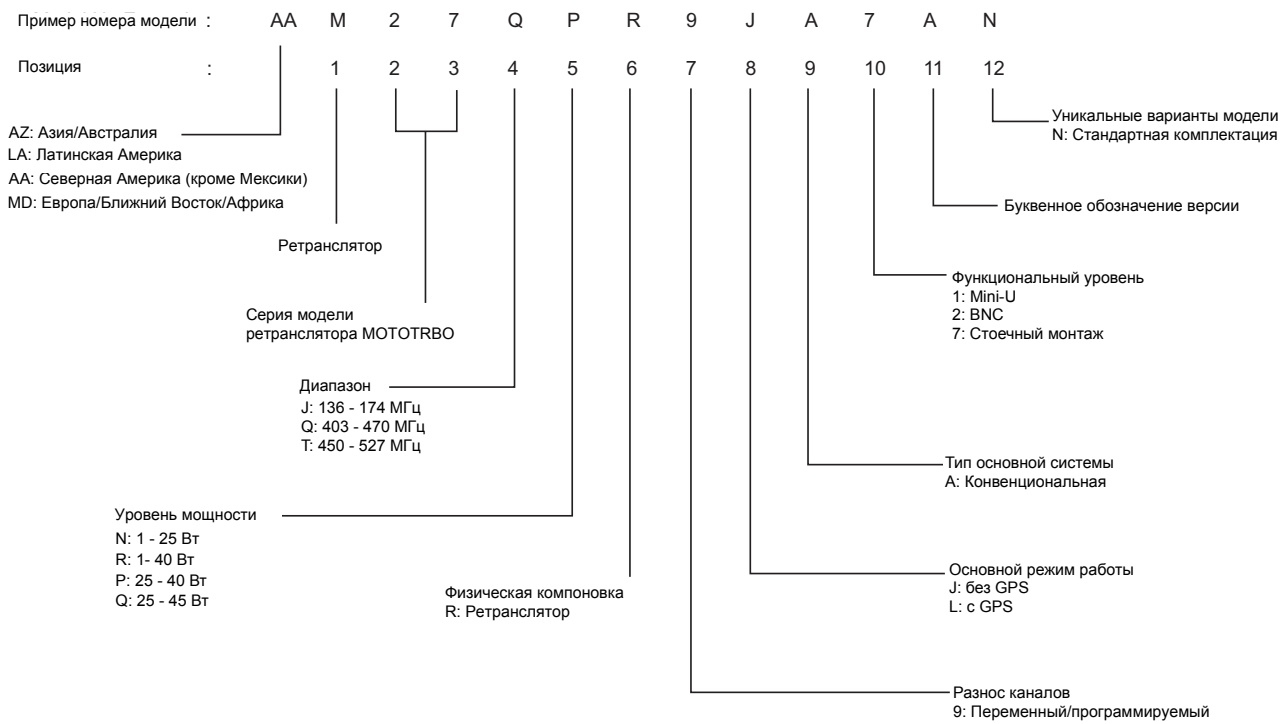 Пример номера модели : AA M 2 7 Q P R 9 J A 7 A N
Позиция : 1 2 3 4 5 6 7 8 9 10 11 12
AZ: Азия/Австралия
LA: Латинская Америка
AA: Северная Америка (кроме Мексики)
MD: Европа/Ближний Восток/Африка
Ретранслятор
Серия модели
ретранслятора MOTOTRBO
Диапазон
J: 136 - 174 МГц
Q: 403 - 470 МГц
T: 450 - 527 МГц
Уровень мощности
N: 1 - 25 Вт
R: 1- 40 Вт
P: 25 - 40 Вт
Q: 25 - 45 Вт
Физическая компоновка
R: Ретранслятор
Уникальные варианты модели
N: Стандартная комплектация
Буквенное обозначение версии
Функциональный уровень
1: Mini-U
2: BNC
7: Стоечный монтаж
Тип основной системы
A: Конвенциональная
Основной режим работы
J: без GPS
L: с GPS
Разнос каналов
9: Переменный/программируемый